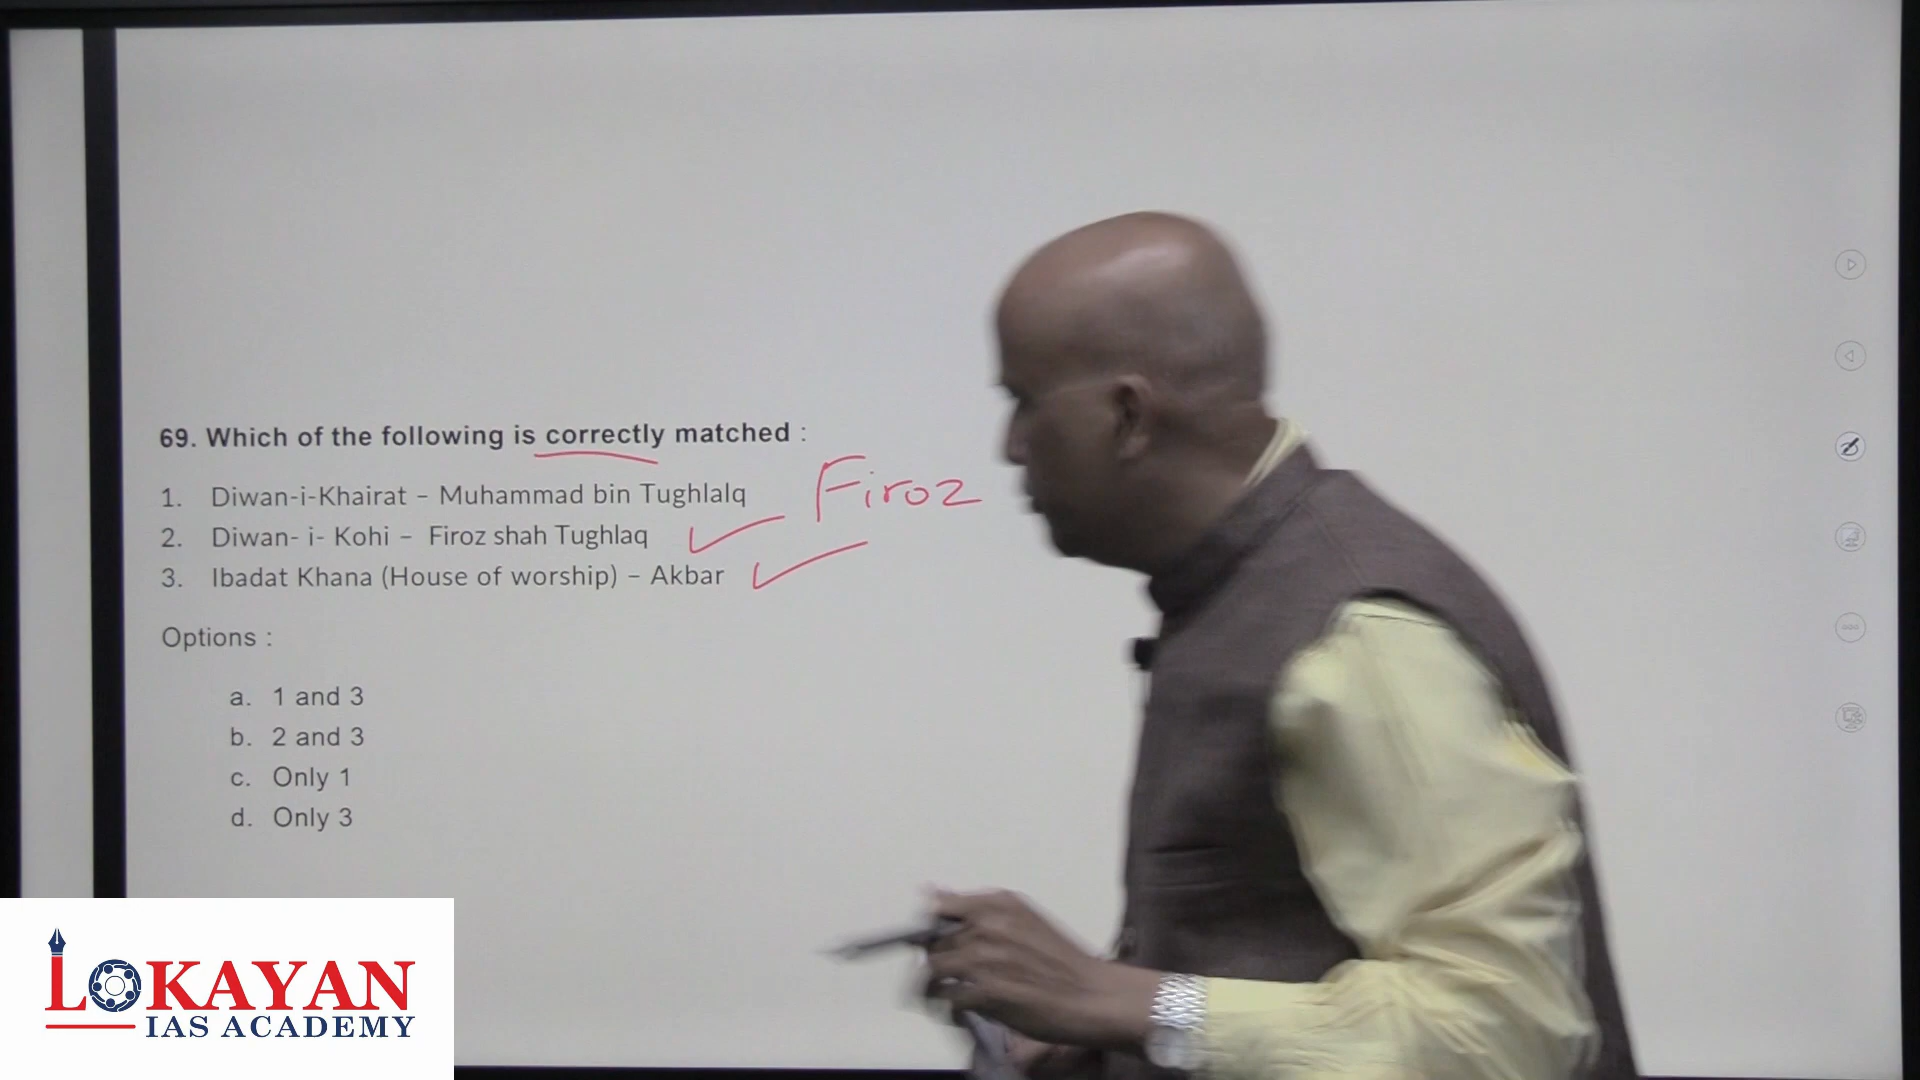 69. Which of the following is correctly matched :
1. Diwan-i-Khairat – Muhammad bin Tughlalq
Firoz
2. Diwan- i- Kohi – Firoz shah Tughlaq
3. Ibadat Khana (House of worship) – Akbar
Options :
a. 1 and 3
b. 2 and 3
c. Only 1
d. Only 3
LOKAYAN
IAS ACADEMY